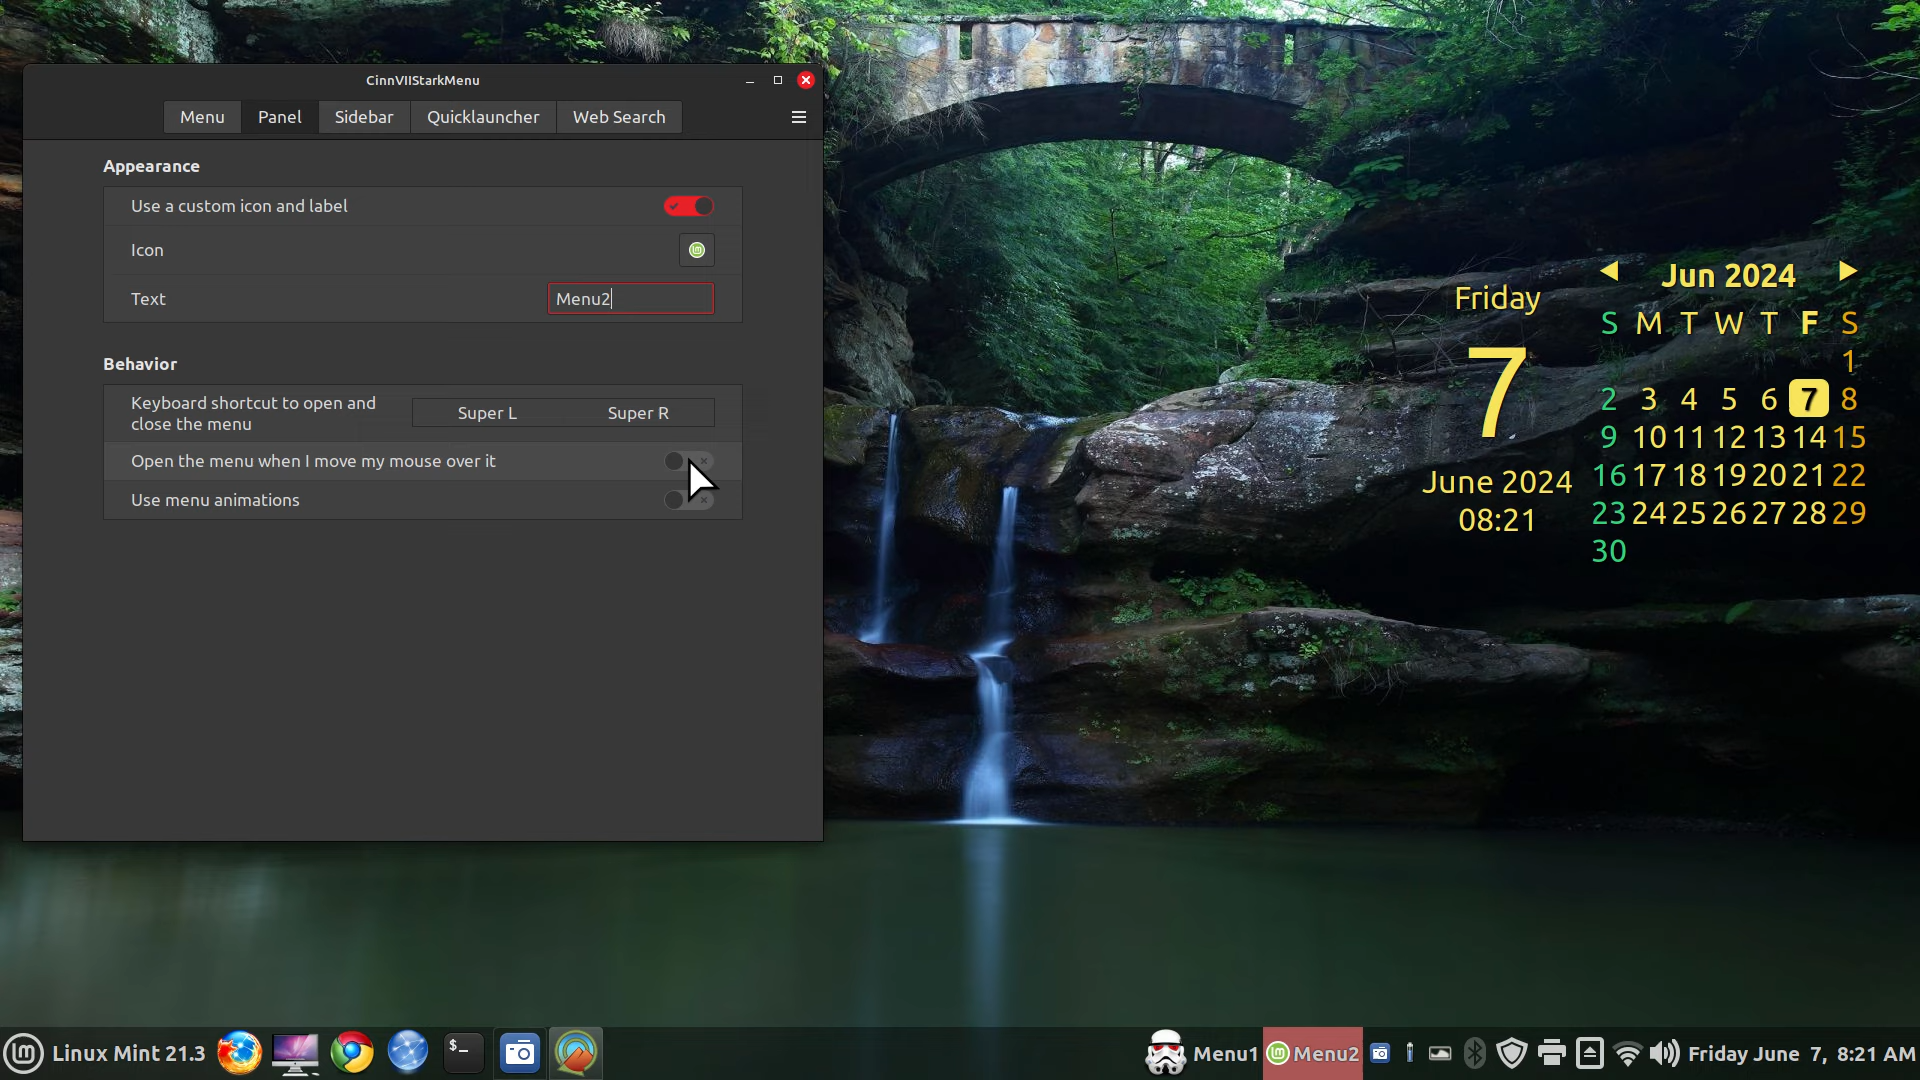 CinnVIIStarkMenu
Menu Panel Sidebar Quicklauncher Web Search
Appearance
Use a custom icon and label
Icon
Text Menu2
Behavior
Keyboard shortcut to open and
close the menu
Super L Super R
Open the menu when I move my mouse over it
Use menu animations
Friday
7
June 2024
08:21
Jun 2024
S M T W T F S
1
2 3 4 5 6 7 8
9 10 11 12 13 14 15
16 17 18 19 20 21 22
23 24 25 26 27 28 29
30
Linux Mint 21.3
$_
Menu1
Menu2
Friday June 7, 8:21 AM